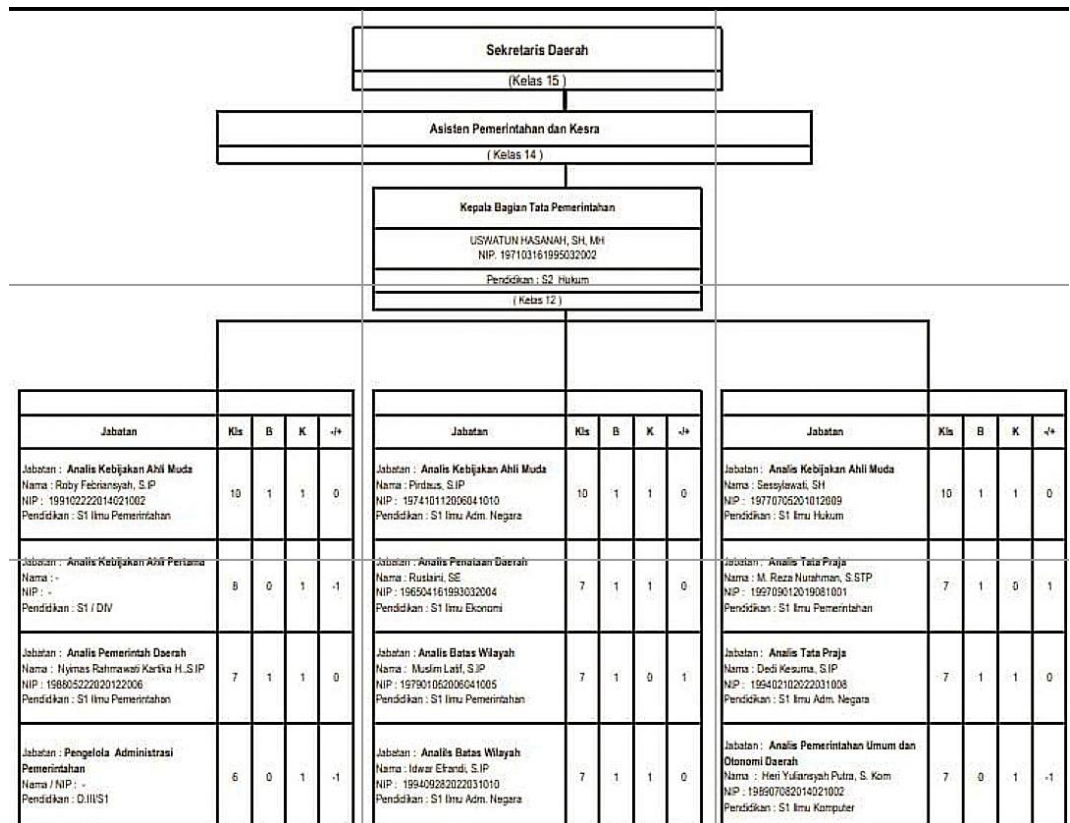 Sekretaris Daerah
(Kelas 15 )
Asisten Pemerintahan dan Kesra
( Kelas 14 )
Kepala Bagian Tata Pemerintahan
USWATUN HASANAH, SH, MH
NIP. 197103161995032002
Pendidikan : S2 Hukum
( Kelas 12 )
Jabatan Kls B K -/+
Jabatan : Analis Kebijakan Ahli Muda
Nama : Roby Febriansyah, S.IP
NIP : 199102222014021002
Pendidikan : S1 Ilmu Pemerintahan
10 1 1 0
Jabatan : Analis Kebijakan Ahli Pertama
Nama : -
NIP : -
Pendidikan : S1 / DIV
8 0 1 -1
Jabatan : Analis Pemerintah Daerah
Nama : Nyimas Rahmawati Kartika H.,S.IP
NIP : 198805222020122006
Pendidikan : S1 Ilmu Pemerintahan
7 1 1 0
Jabatan : Pengelola Administrasi
Pemerintahan
Nama / NIP : -
Pendidikan : D.III/S1
6 0 1 -1
Jabatan Kls B K -/+
Jabatan : Analis Kebijakan Ahli Muda
Nama : Pirdaus, S.IP
NIP : 197410112006041010
Pendidikan : S1 Ilmu Adm. Negara
10 1 1 0
Jabatan : Analis Penataan Daerah
Nama : Ruslaini, SE
NIP : 196504161993032004
Pendidikan : S1 Ilmu Ekonomi
7 1 1 0
Jabatan : Analis Batas Wilayah
Nama : Muslim Latif, S.IP
NIP : 197901052006041005
Pendidikan : S1 Ilmu Pemerintahan
7 1 0 1
Jabatan : Analils Batas Wilayah
Nama : Idwar Efrandi, S.IP
NIP : 199409282022031010
Pendidikan : S1 Ilmu Adm. Negara
7 1 1 0
Jabatan Kls B K -/+
Jabatan : Analis Kebijakan Ahli Muda
Nama : Sessylawati, SH
NIP : 19770705201012009
Pendidikan : S1 Ilmu Hukum
10 1 1 0
Jabatan : Analis Tata Praja
Nama : M. Reza Nurahman, S.STP
NIP : 199709012019081001
Pendidikan : S1 Ilmu Pemerintahan
7 1 0 1
Jabatan : Analis Tata Praja
Nama : Dedi Kesuma, S.IP
NIP : 199402102022031008
Pendidikan : S1 Ilmu Adm. Negara
7 1 1 0
Jabatan : Analis Pemerintahan Umum dan
Otonomi Daerah
Nama : Heri Yuliansyah Putra, S. Kom
NIP : 198907082014021002
Pendidikan : S1 Ilmu Komputer
7 0 1 -1